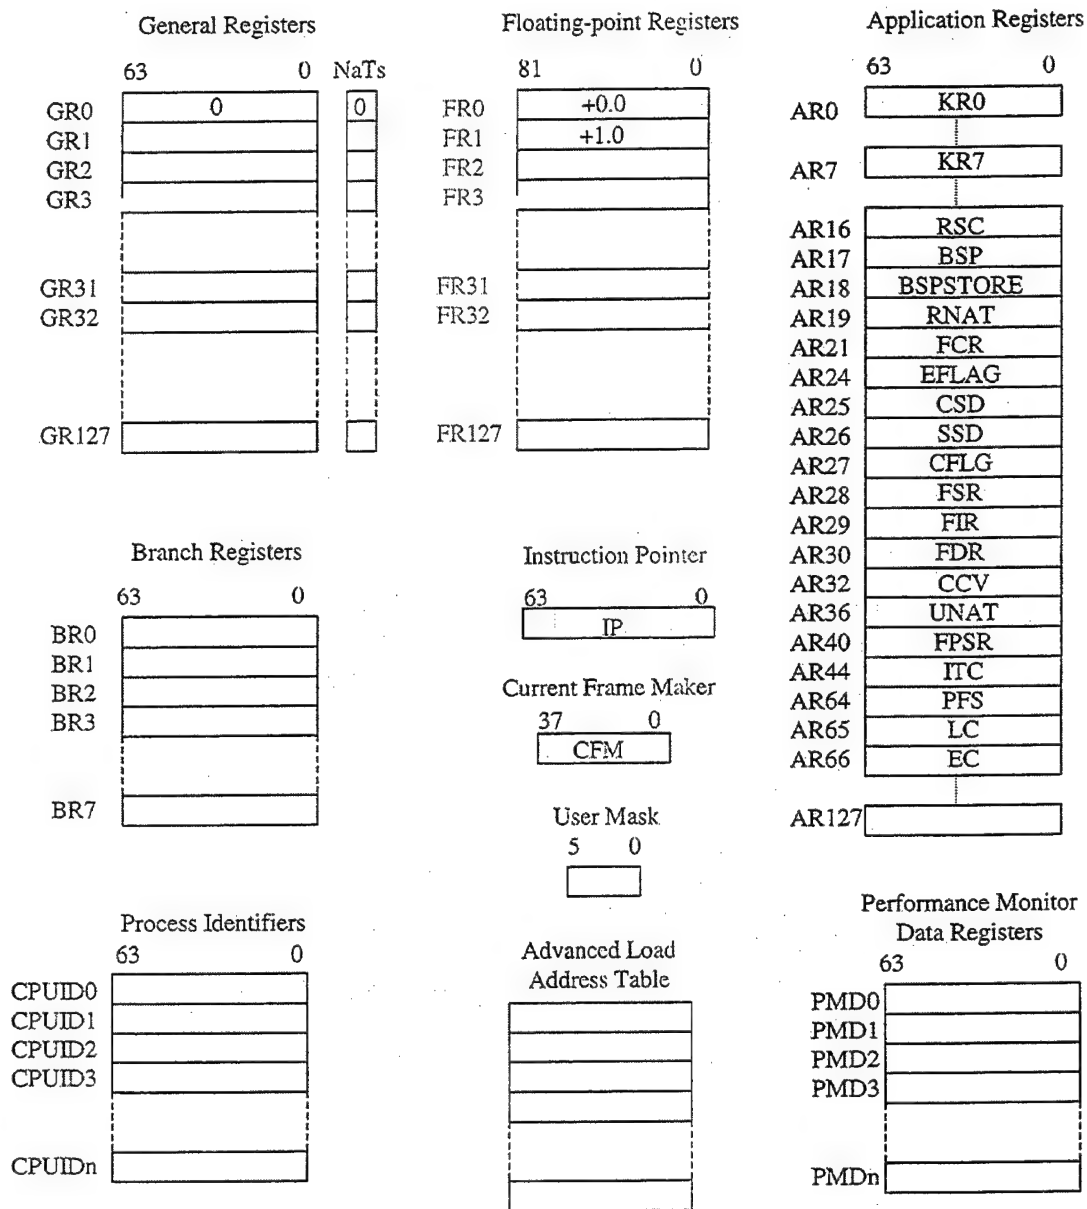 General Registers
63 0 NaTs
GR0 0 0
GR1
GR2
GR3
GR31
GR32
GR127
Floating-point Registers
81 0
FR0 +0.0
FR1 +1.0
FR2
FR3
FR31
FR32
FR127
Application Registers
63 0
AR0 KR0
AR7 KR7
AR16 RSC
AR17 BSP
AR18 BSPSTORE
AR19 RNAT
AR21 FCR
AR24 EFLAG
AR25 CSD
AR26 SSD
AR27 CFLG
AR28 FSR
AR29 FIR
AR30 FDR
AR32 CCV
AR36 UNAT
AR40 FPSR
AR44 ITC
AR64 PFS
AR65 LC
AR66 EC
AR127
Branch Registers
63 0
BR0
BR1
BR2
BR3
BR7
Instruction Pointer
63 0
IP
Current Frame Maker
37 0
CFM
User Mask
5 0
Process Identifiers
63 0
CPUID0
CPUID1
CPUID2
CPUID3
CPUIDn
Advanced Load
Address Table
Performance Monitor
Data Registers
63 0
PMD0
PMD1
PMD2
PMD3
PMDn